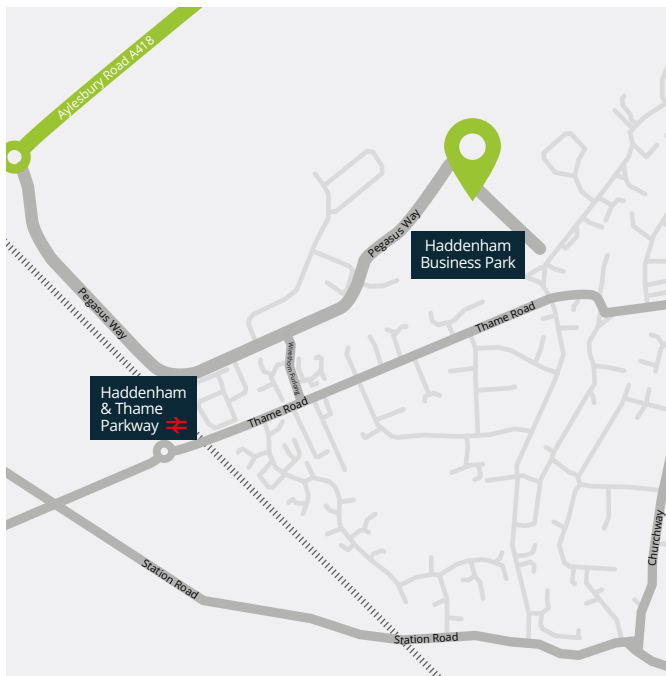 Aylesbury Road A418
Pegasus Way
Haddenham
Business Park
Pegasus Way
Thame Road
Haddenham
& Thame
Parkway
Thame Road
Churchway
Station Road
Station Road